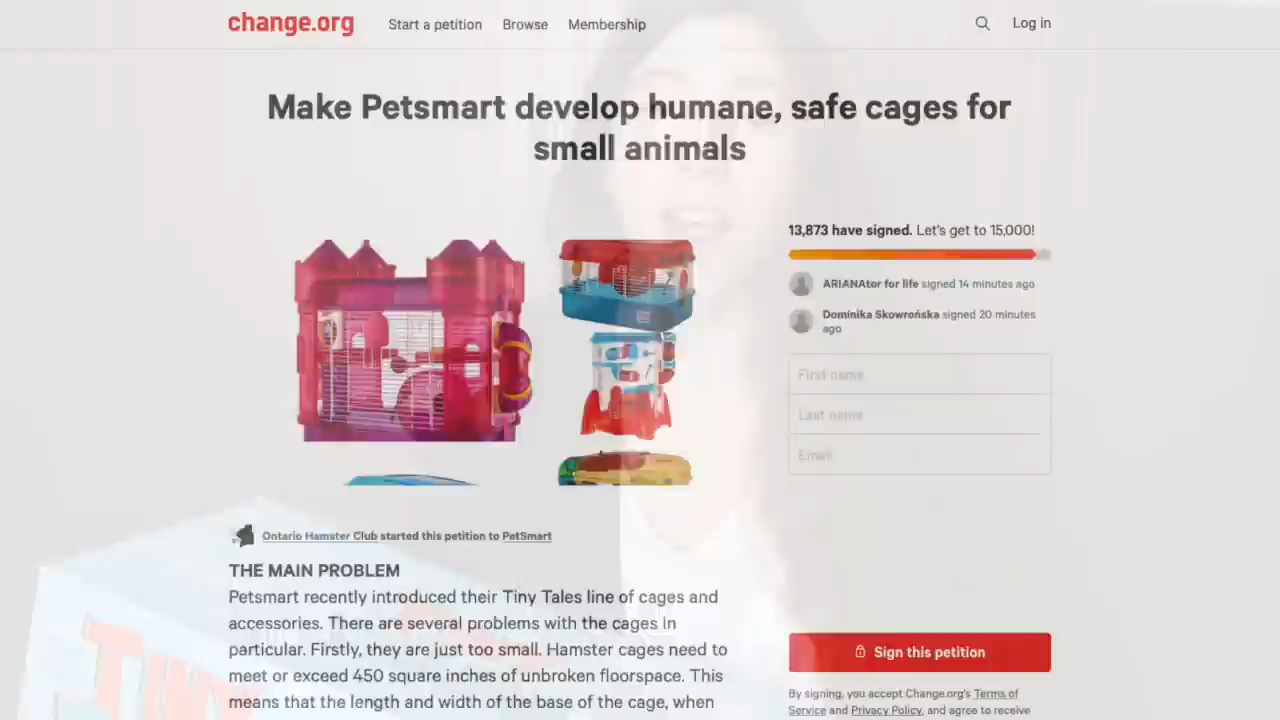 change.org Start a petition Browse Membership Log in
Make Petsmart develop humane, safe cages for
small animals
13,873 have signed. Let's get to 15,000!
ARIANAtor for life signed 14 minutes ago
Dominika Skowrońska signed 20 minutes
ago
First name
Last name
Email
Ontario Hamster Club started this petition to PetSmart
THE MAIN PROBLEM
Petsmart recently introduced their Tiny Tales line of cages and
accessories. There are several problems with the cages in
particular. Firstly, they are just too small. Hamster cages need to
meet or exceed 450 square inches of unbroken floorspace. This
means that the length and width of the base of the cage, when
Sign this petition
By signing, you accept Change.org's Terms of
Service and Privacy Policy, and agree to receive